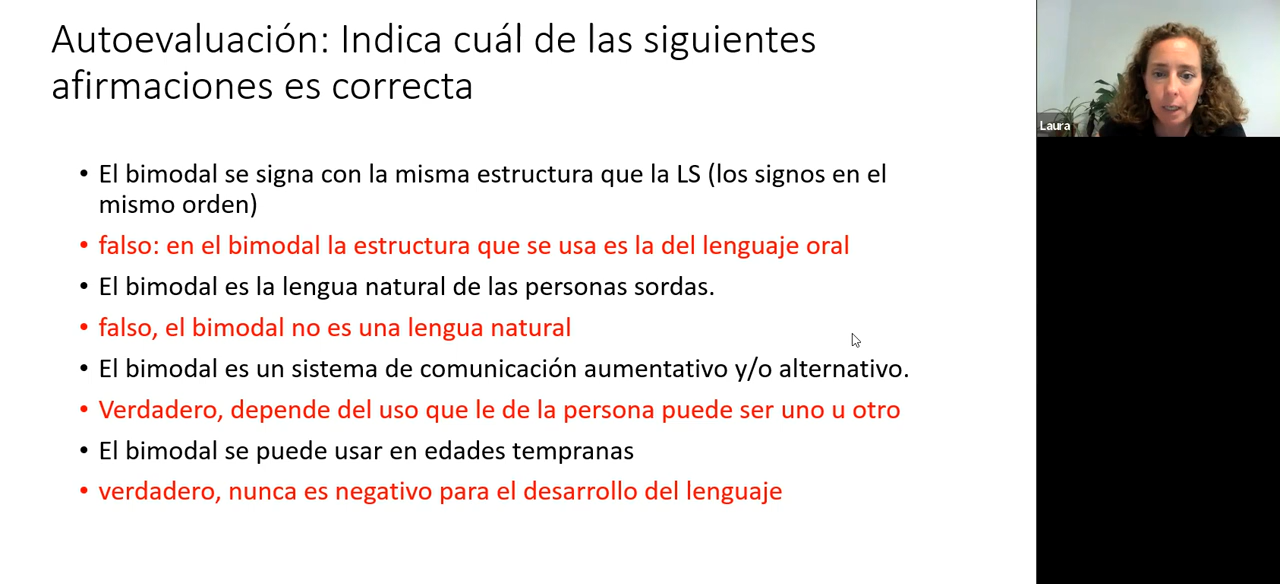 Autoevaluación: Indica cuál de las siguientes
afirmaciones es correcta
Laura
• El bimodal se signa con la misma estructura que la LS (los signos en el
mismo orden)
• falso: en el bimodal la estructura que se usa es la del lenguaje oral
• El bimodal es la lengua natural de las personas sordas.
• falso, el bimodal no es una lengua natural
• El bimodal es un sistema de comunicación aumentativo y/o alternativo.
• Verdadero, depende del uso que le de la persona puede ser uno u otro
• El bimodal se puede usar en edades tempranas
• verdadero, nunca es negativo para el desarrollo del lenguaje